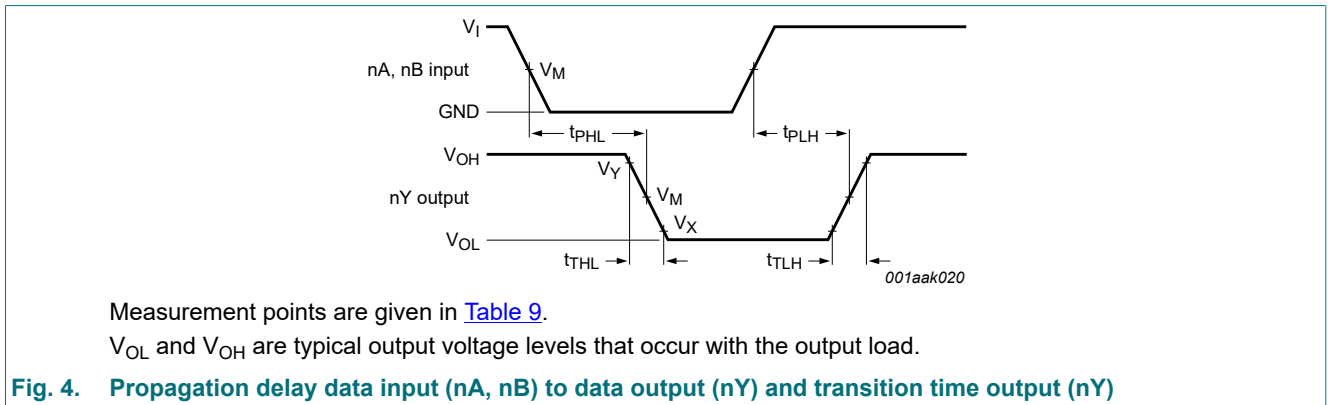 VI
nA, nB input
VM
GND
tPHL
tPLH
VOH
VY
nY output
VM
VX
VOL
tTHL
tTLH
001aak020
Measurement points are given in Table 9.
VOL and VOH are typical output voltage levels that occur with the output load.
Fig. 4. Propagation delay data input (nA, nB) to data output (nY) and transition time output (nY)